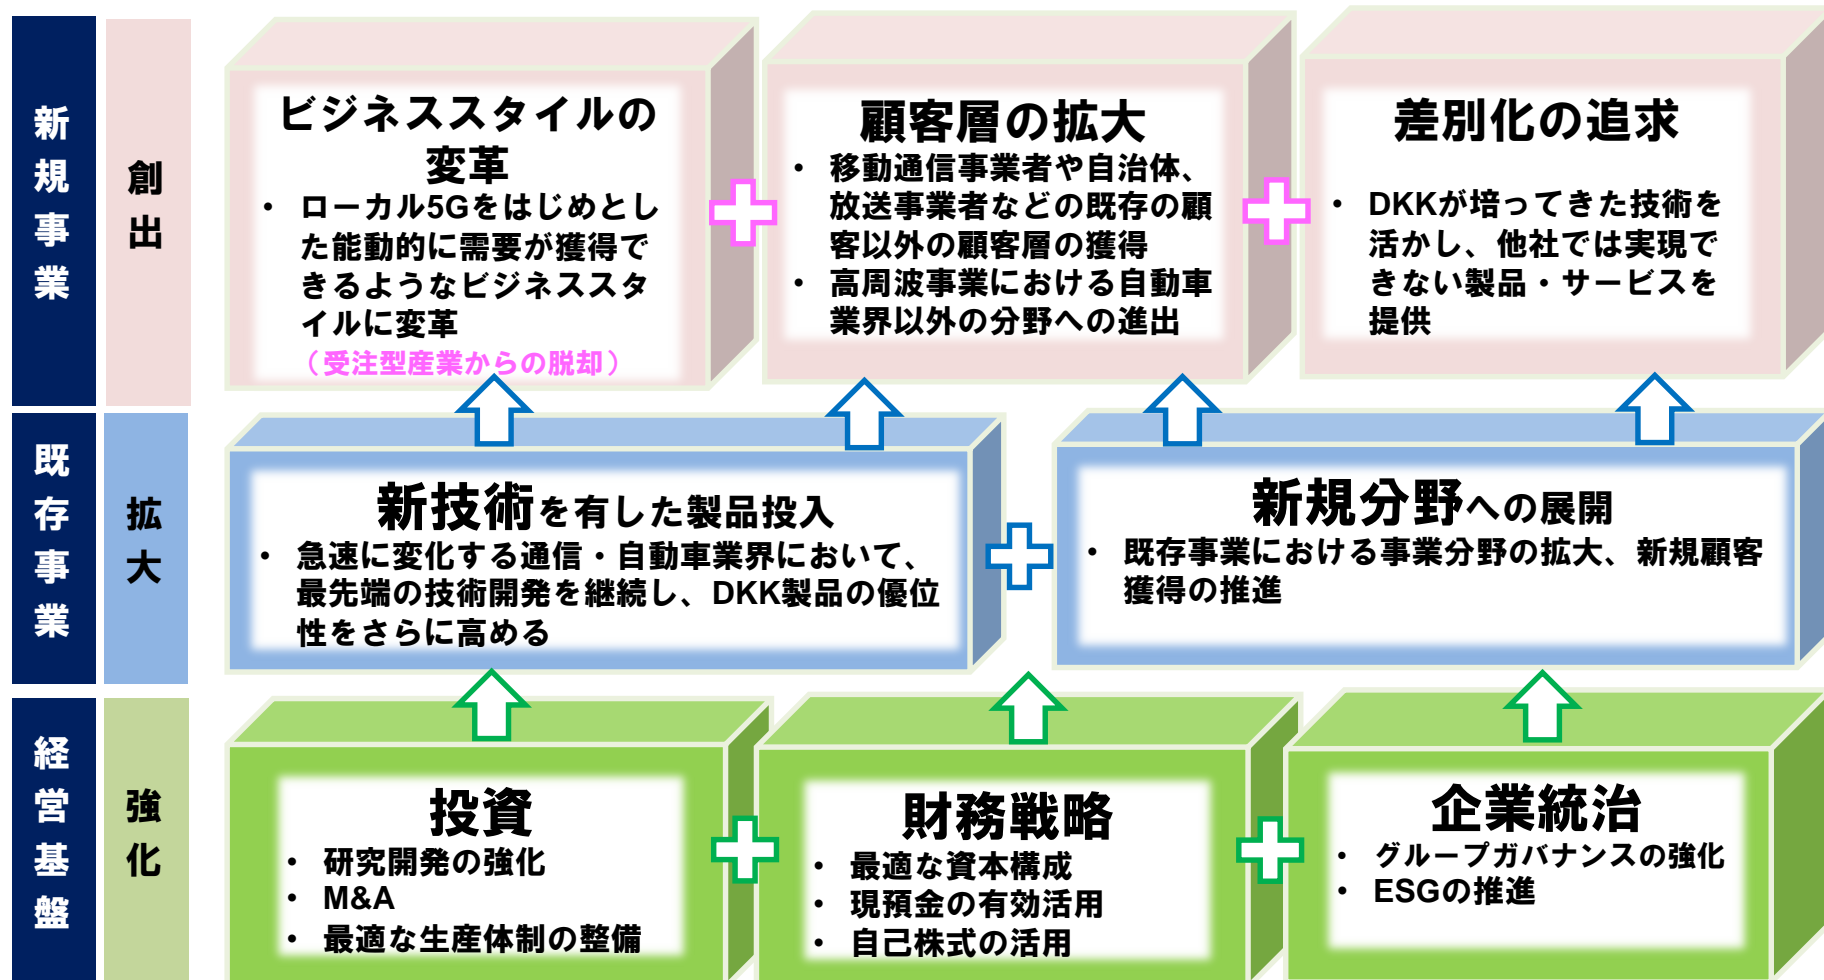 新規事業
創出
ビジネススタイルの
変革
• ローカル5Gをはじめとし
た能動的に需要が獲得で
きるようなビジネススタ
イルに変革
（受注型産業からの脱却）
顧客層の拡大
• 移動通信事業者や自治体、
放送事業者などの既存の顧
客以外の顧客層の獲得
• 高周波事業における自動車
業界以外の分野への進出
差別化の追求
• DKKが培ってきた技術を
活かし、他社では実現で
きない製品・サービスを
提供
既存事業
拡大
新技術を有した製品投入
• 急速に変化する通信・自動車業界において、
最先端の技術開発を継続し、DKK製品の優位
性をさらに高める
新規分野への展開
• 既存事業における事業分野の拡大、新規顧客
獲得の推進
経営基盤
強化
投資
• 研究開発の強化
• M&A
• 最適な生産体制の整備
財務戦略
• 最適な資本構成
• 現預金の有効活用
• 自己株式の活用
企業統治
• グループガバナンスの強化
• ESGの推進